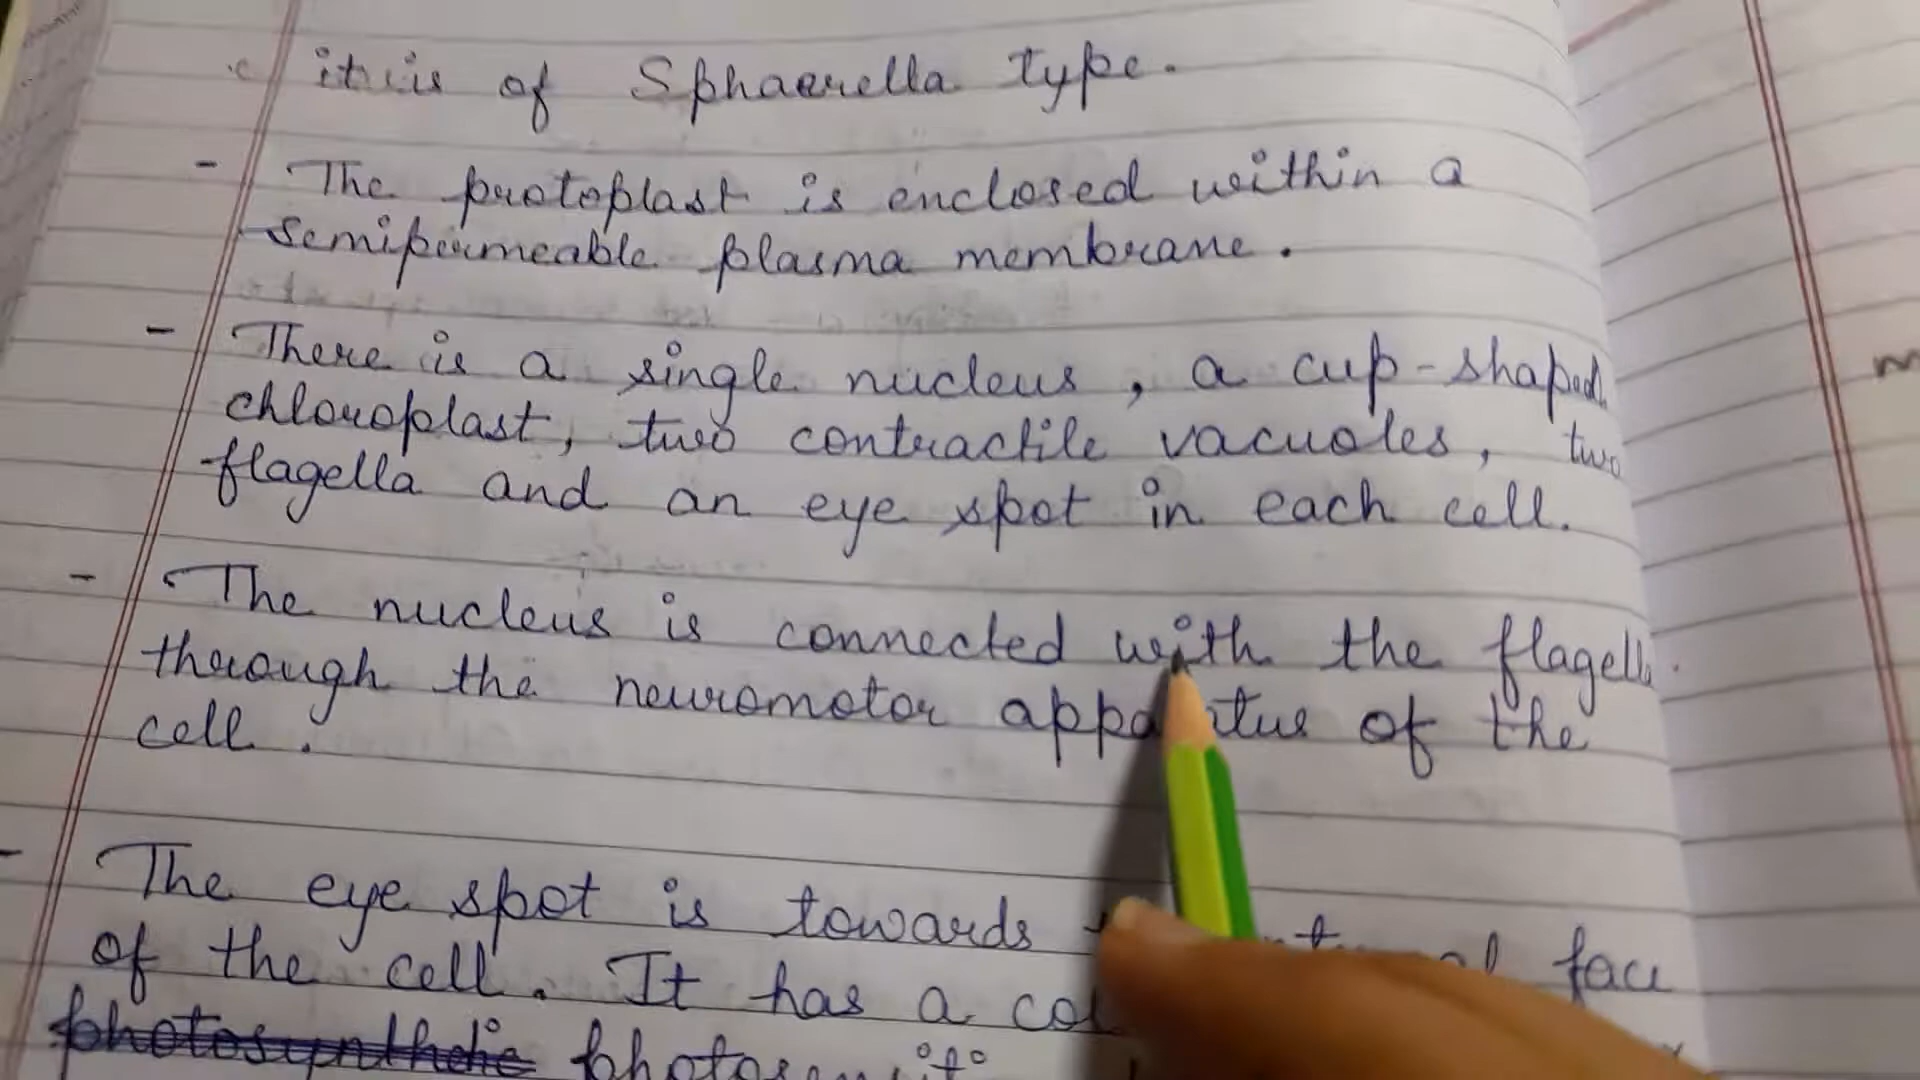 it is of Sphaerella type.
- The protoplast is enclosed within a
semipermeable plasma membrane.
- There is a single nucleus, a cup-shaped
chloroplast, two contractile vacuoles, two
flagella and an eye spot in each cell.
- The nucleus is connected with the flagell
through the neuromotor apparatus of the
cell.
- The eye spot is towards face
of the cell. It has a
photosynthetic